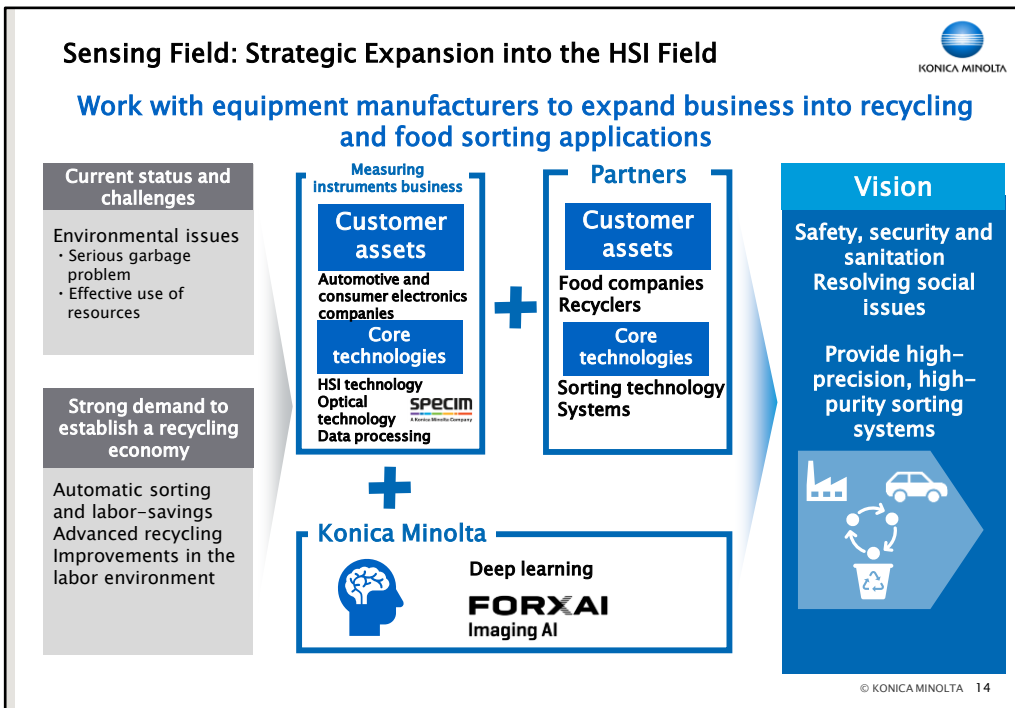 Sensing Field: Strategic Expansion into the HSI Field
KONICA MINOLTA
Work with equipment manufacturers to expand business into recycling
and food sorting applications
Current status and
challenges
Environmental issues
・Serious garbage
problem
・Effective use of
resources
Strong demand to
establish a recycling
economy
Automatic sorting
and labor-savings
Advanced recycling
Improvements in the
labor environment
Measuring
instruments business
Customer
assets
Automotive and
consumer electronics
companies
Core
technologies
HSI technology
Optical
technology
SPECIM
A Konica Minolta Company
Data processing
Partners
Customer
assets
Food companies
Recyclers
Core
technologies
Sorting technology
Systems
Konica Minolta
Deep learning
FORXAI
Imaging AI
Vision
Safety, security and
sanitation
Resolving social
issues
Provide high-
precision, high-
purity sorting
systems
© KONICA MINOLTA 14